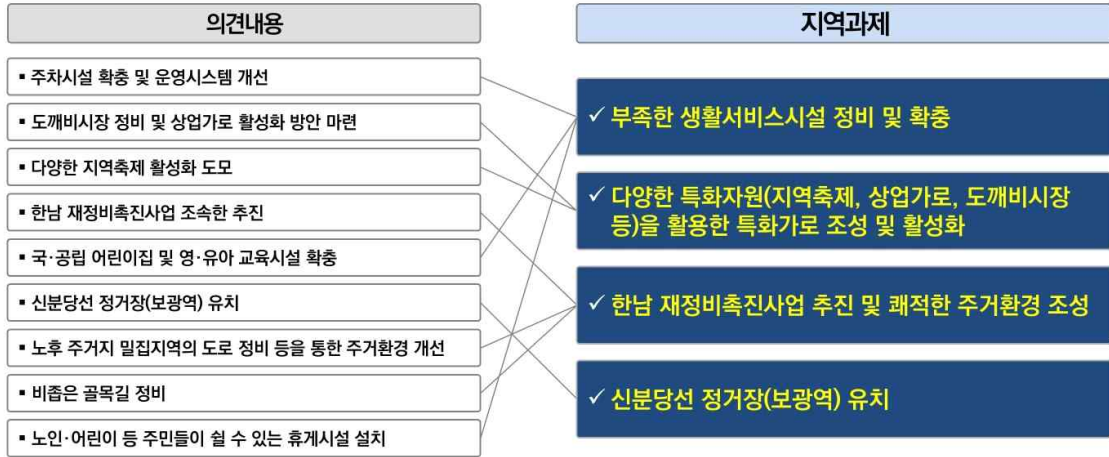 의견내용
▪ 주차시설 확충 및 운영시스템 개선
▪ 도깨비시장 정비 및 상업가로 활성화 방안 마련
▪ 다양한 지역축제 활성화 도모
▪ 한남 재정비촉진사업 조속한 추진
▪ 국·공립 어린이집 및 영·유아 교육시설 확충
▪ 신분당선 정거장(보광역) 유치
▪ 노후 주거지 밀집지역의 도로 정비 등을 통한 주거환경 개선
▪ 비좁은 골목길 정비
▪ 노인·어린이 등 주민들이 쉴 수 있는 휴게시설 설치
지역과제
✓ 부족한 생활서비스시설 정비 및 확충
✓ 다양한 특화자원(지역축제, 상업가로, 도깨비시장
등)을 활용한 특화가로 조성 및 활성화
✓ 한남 재정비촉진사업 추진 및 쾌적한 주거환경 조성
✓ 신분당선 정거장(보광역) 유치